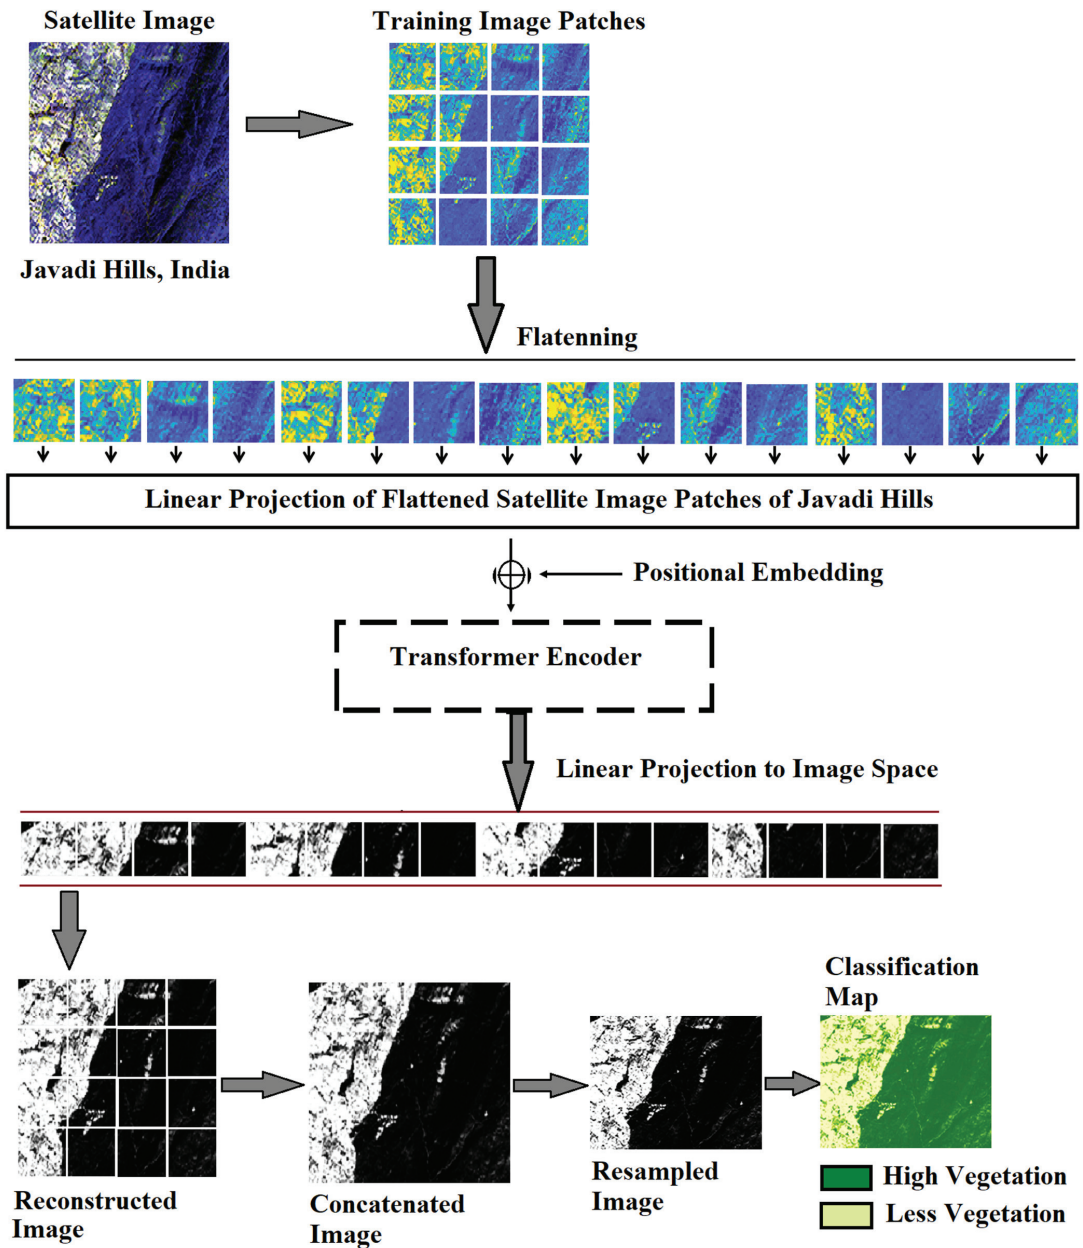 Satellite Image
Training Image Patches
Javadi Hills, India
Flatenning
Linear Projection of Flattened Satellite Image Patches of Javadi Hills
Positional Embedding
Transformer Encoder
Linear Projection to Image Space
Reconstructed
Image
Concatenated
Image
Resampled
Image
Classification
Map
High Vegetation
Less Vegetation